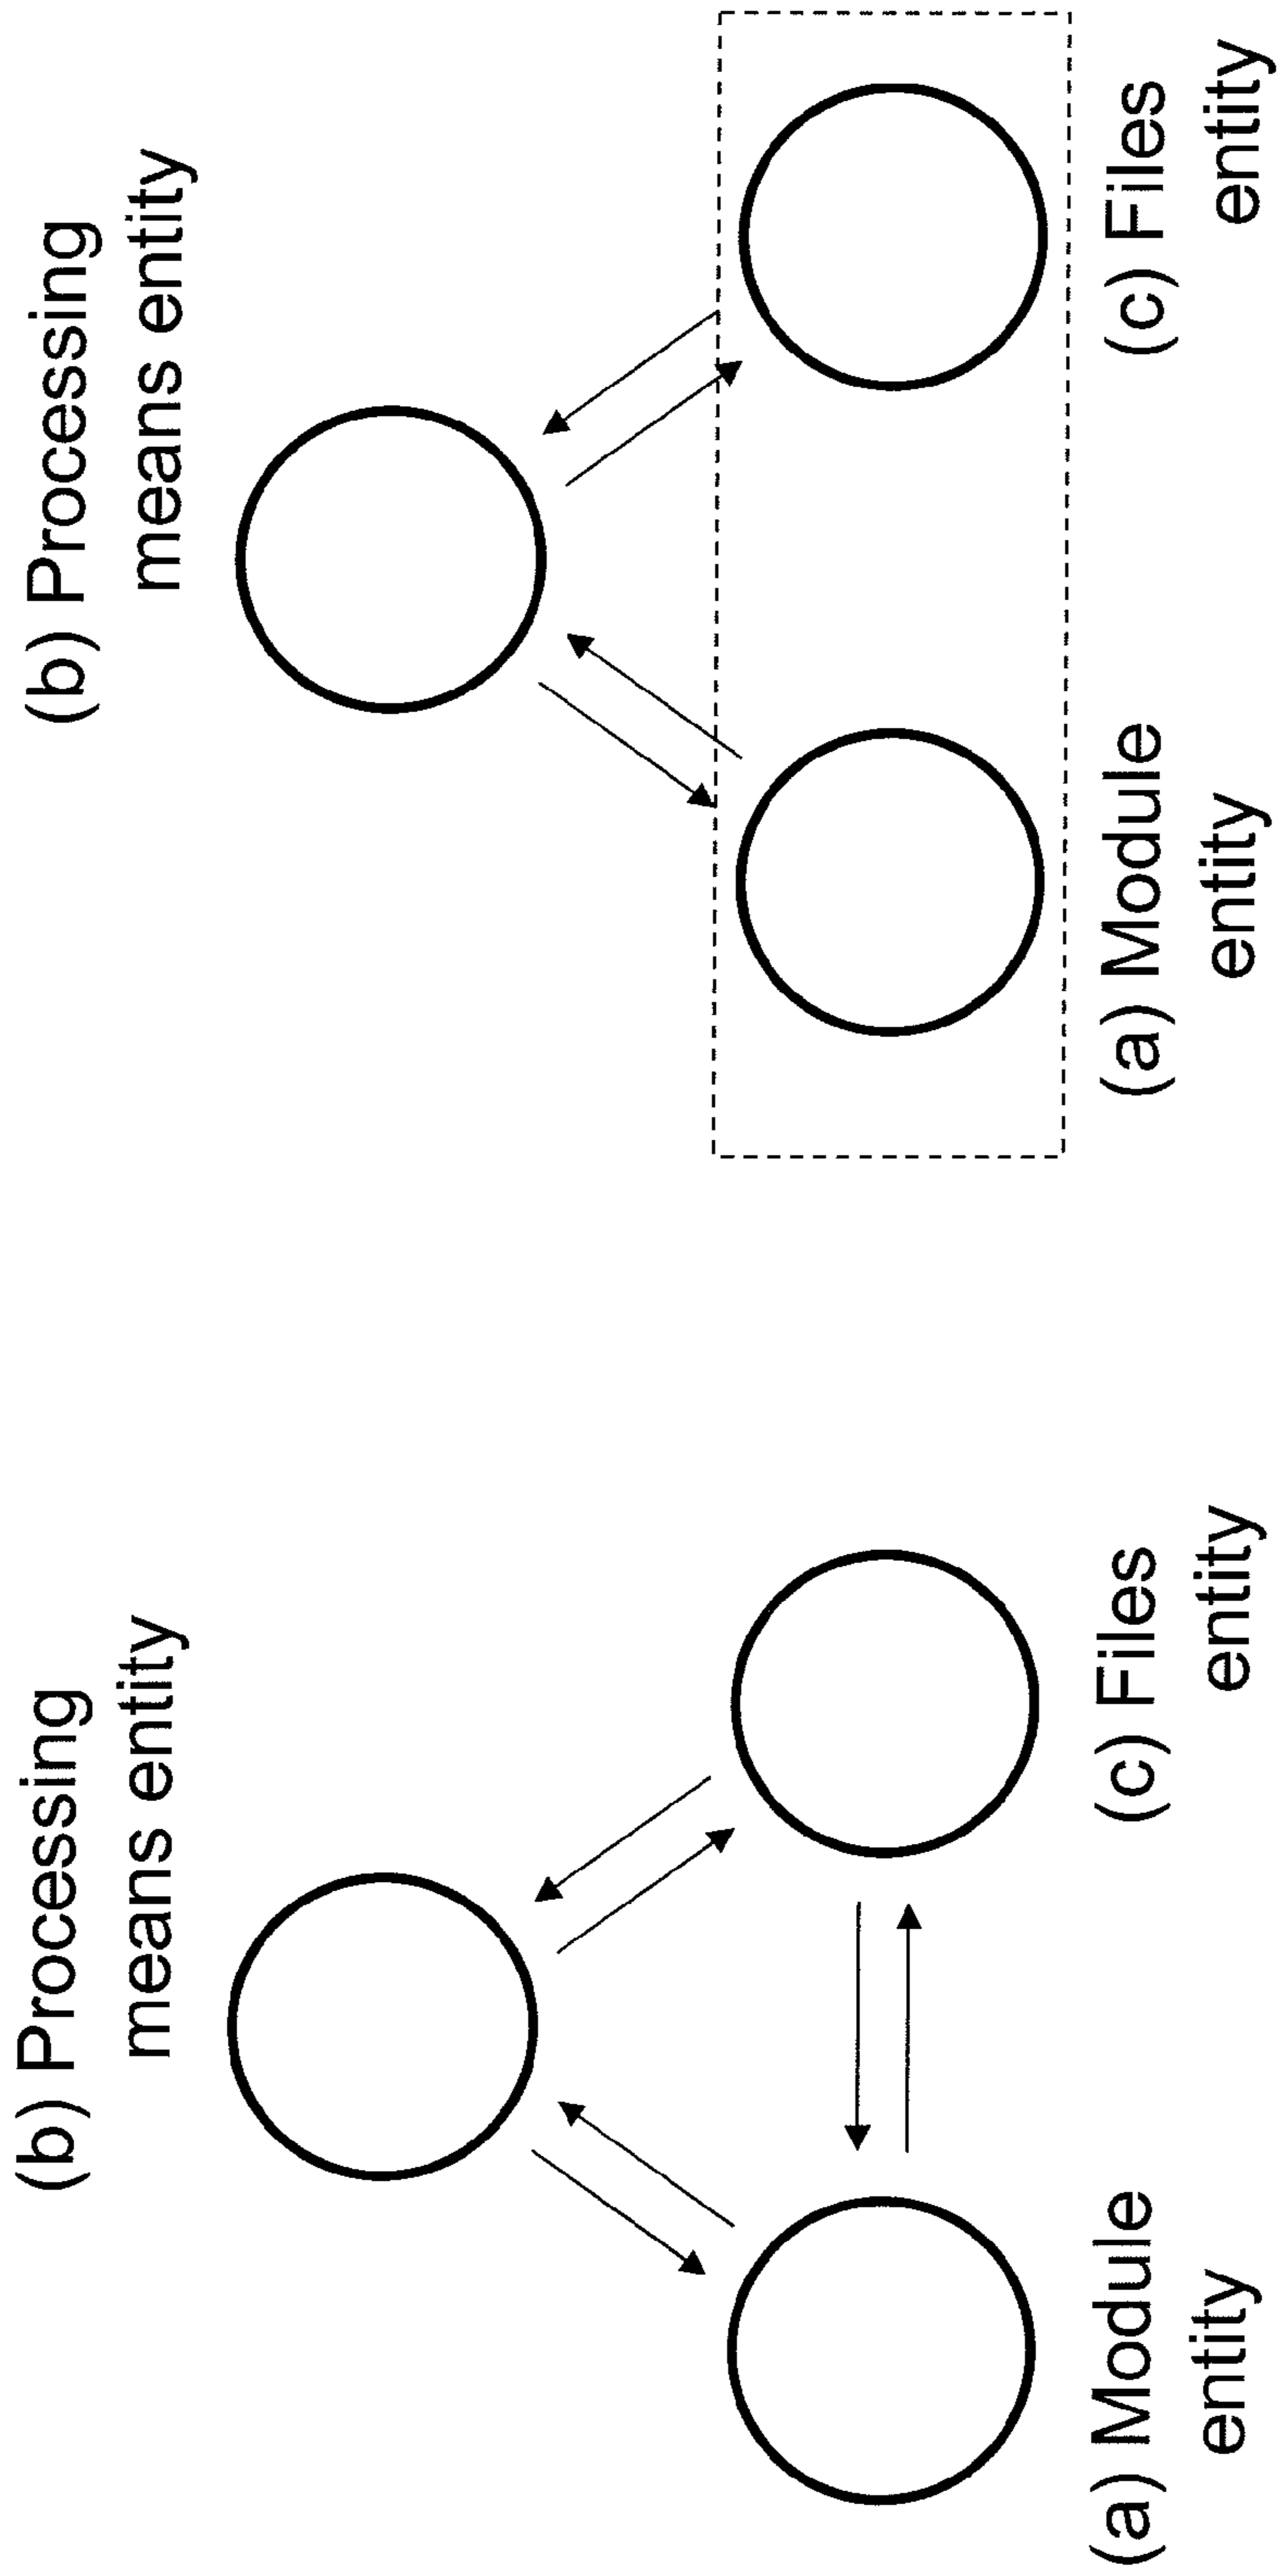 (b) Processing
means entity
(a) Module
entity
(c) Files
entity
(b) Processing
means entity
(a) Module
entity
(c) Files
entity